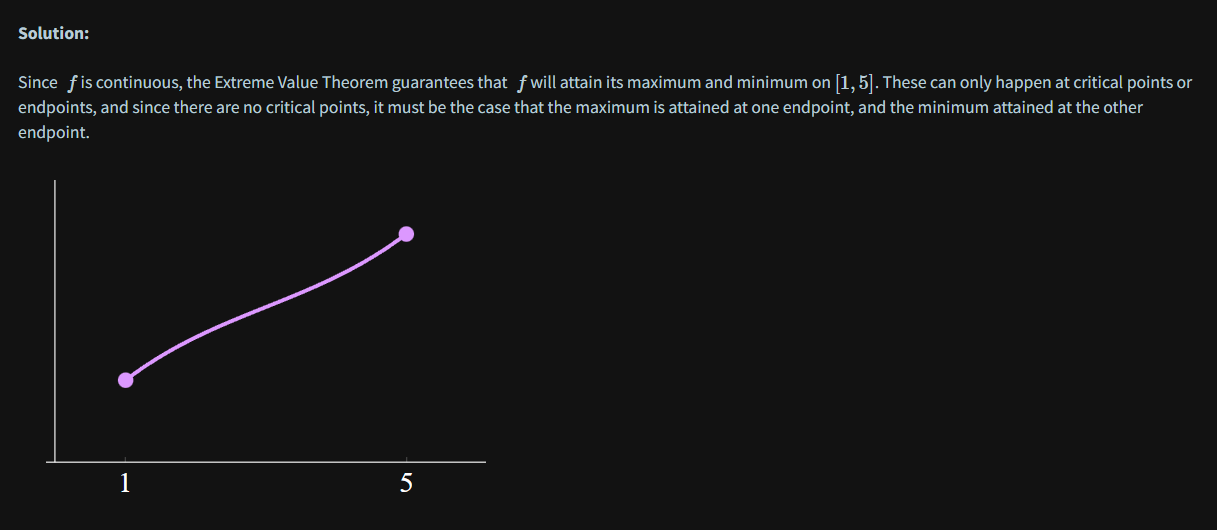 Solution:
Since f is continuous, the Extreme Value Theorem guarantees that f will attain its maximum and minimum on [1, 5]. These can only happen at critical points or
endpoints, and since there are no critical points, it must be the case that the maximum is attained at one endpoint, and the minimum attained at the other
endpoint.
1 5